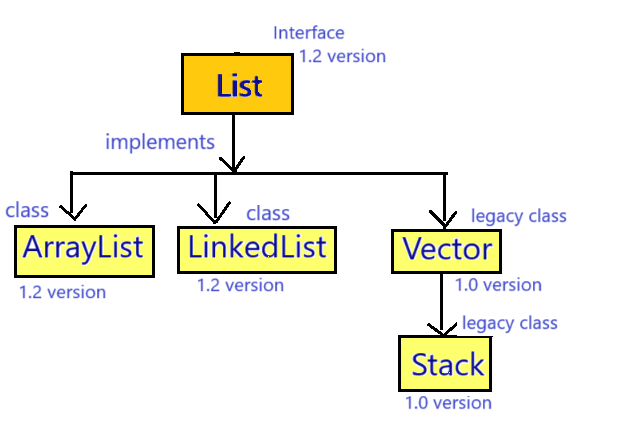 Interface
1.2 version
List
implements
class
class
legacy class
ArrayList
LinkedList
Vector
1.2 version
1.2 version
1.0 version
legacy class
Stack
1.0 version